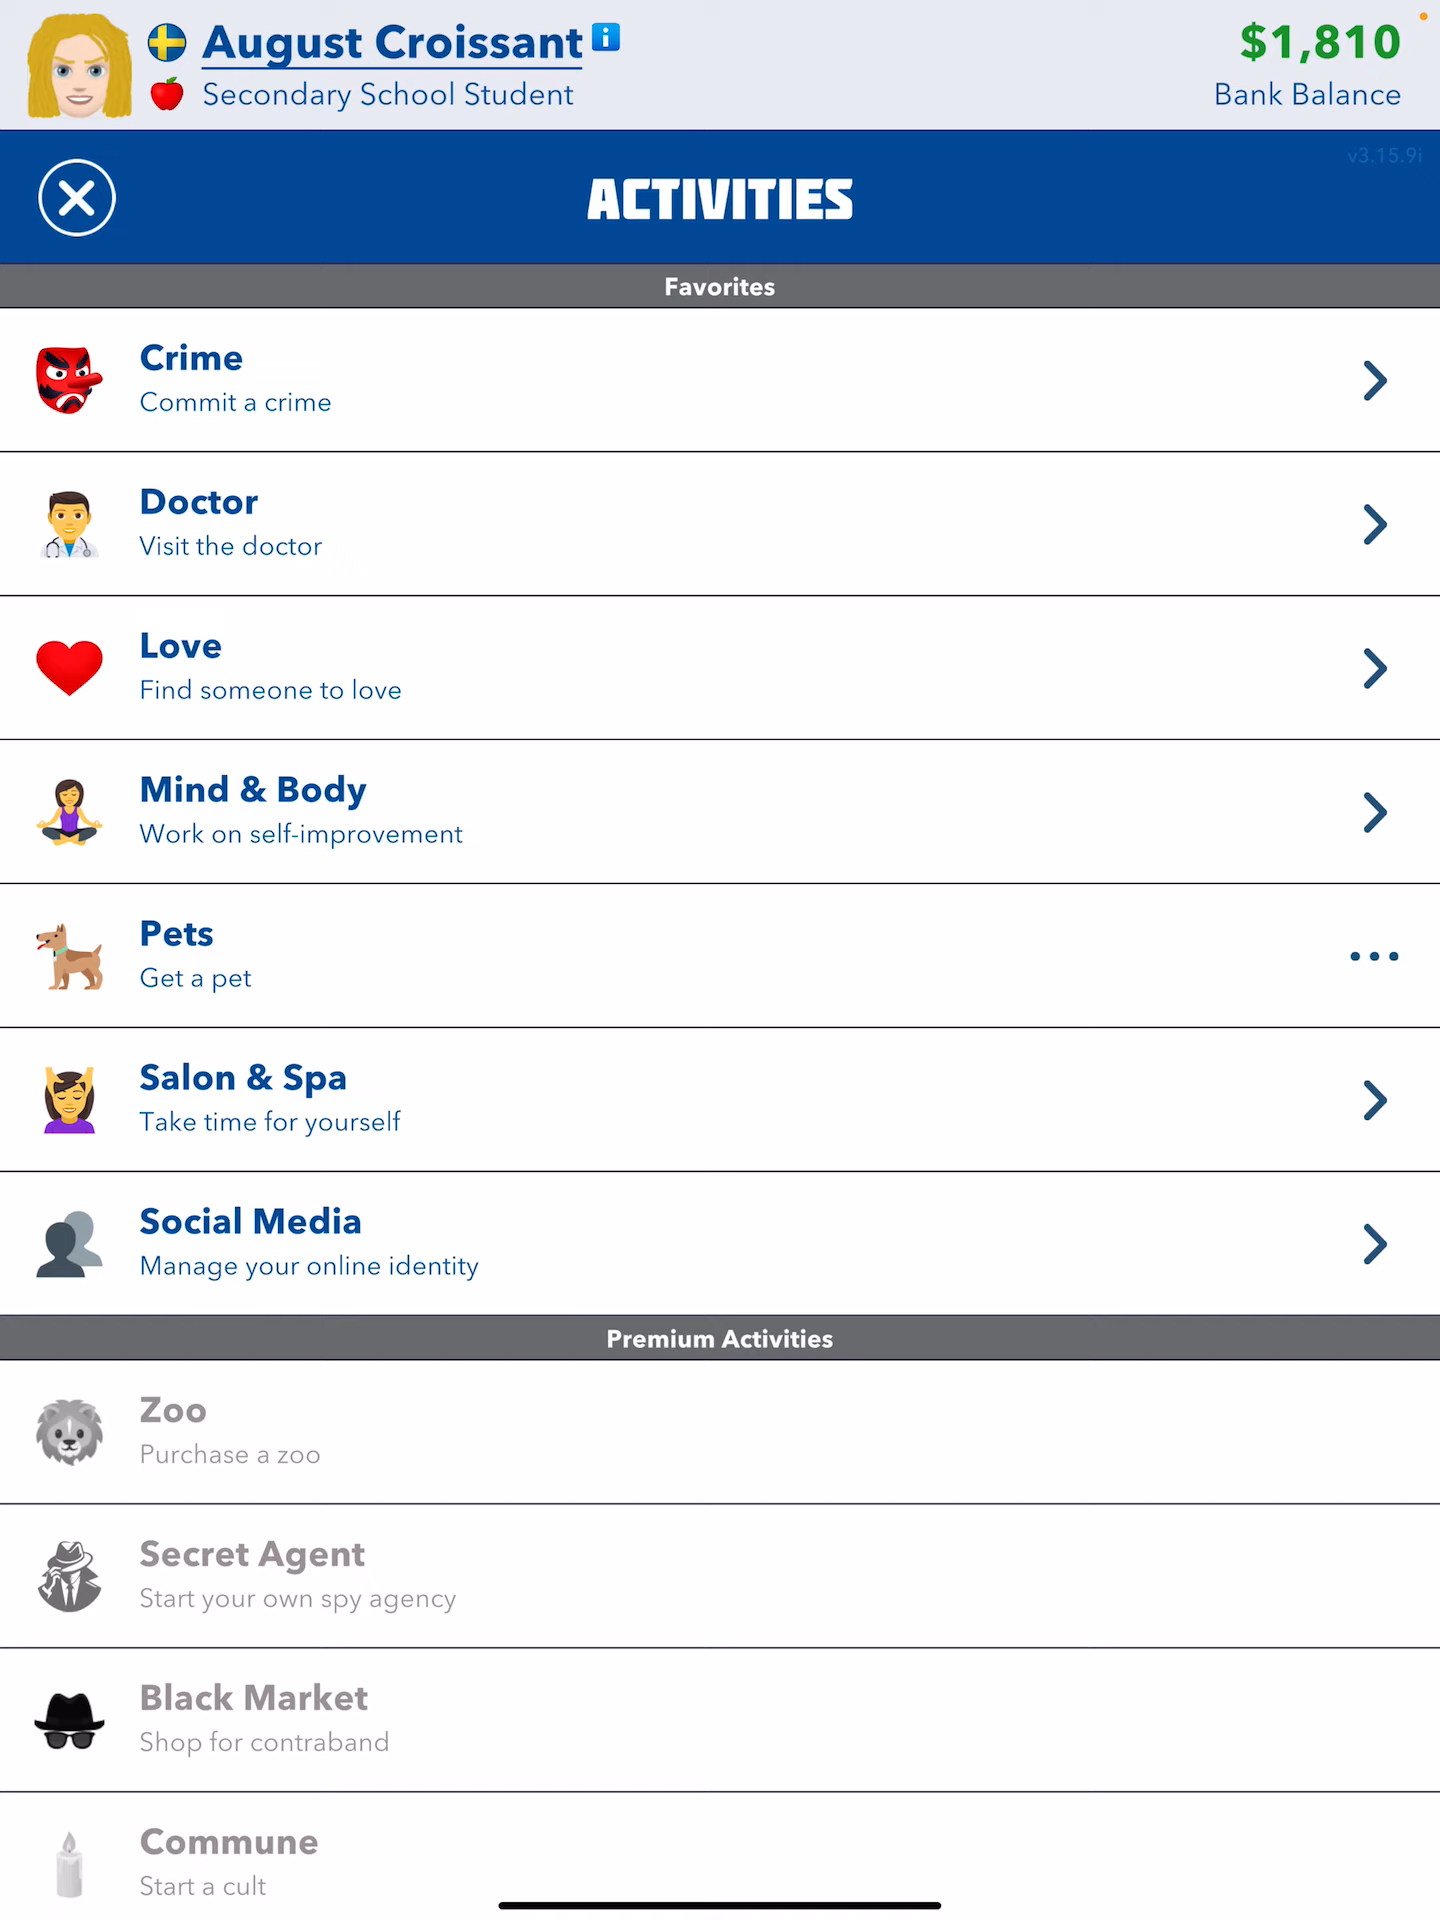 August Croissant
Secondary School Student
$1,810
Bank Balance
v3.15.9i
ACTIVITIES
Favorites
Crime
Commit a crime
Doctor
Visit the doctor
Love
Find someone to love
Mind & Body
Work on self-improvement
Pets
Get a pet
Salon & Spa
Take time for yourself
Social Media
Manage your online identity
Premium Activities
Zoo
Purchase a zoo
Secret Agent
Start your own spy agency
Black Market
Shop for contraband
Commune
Start a cult